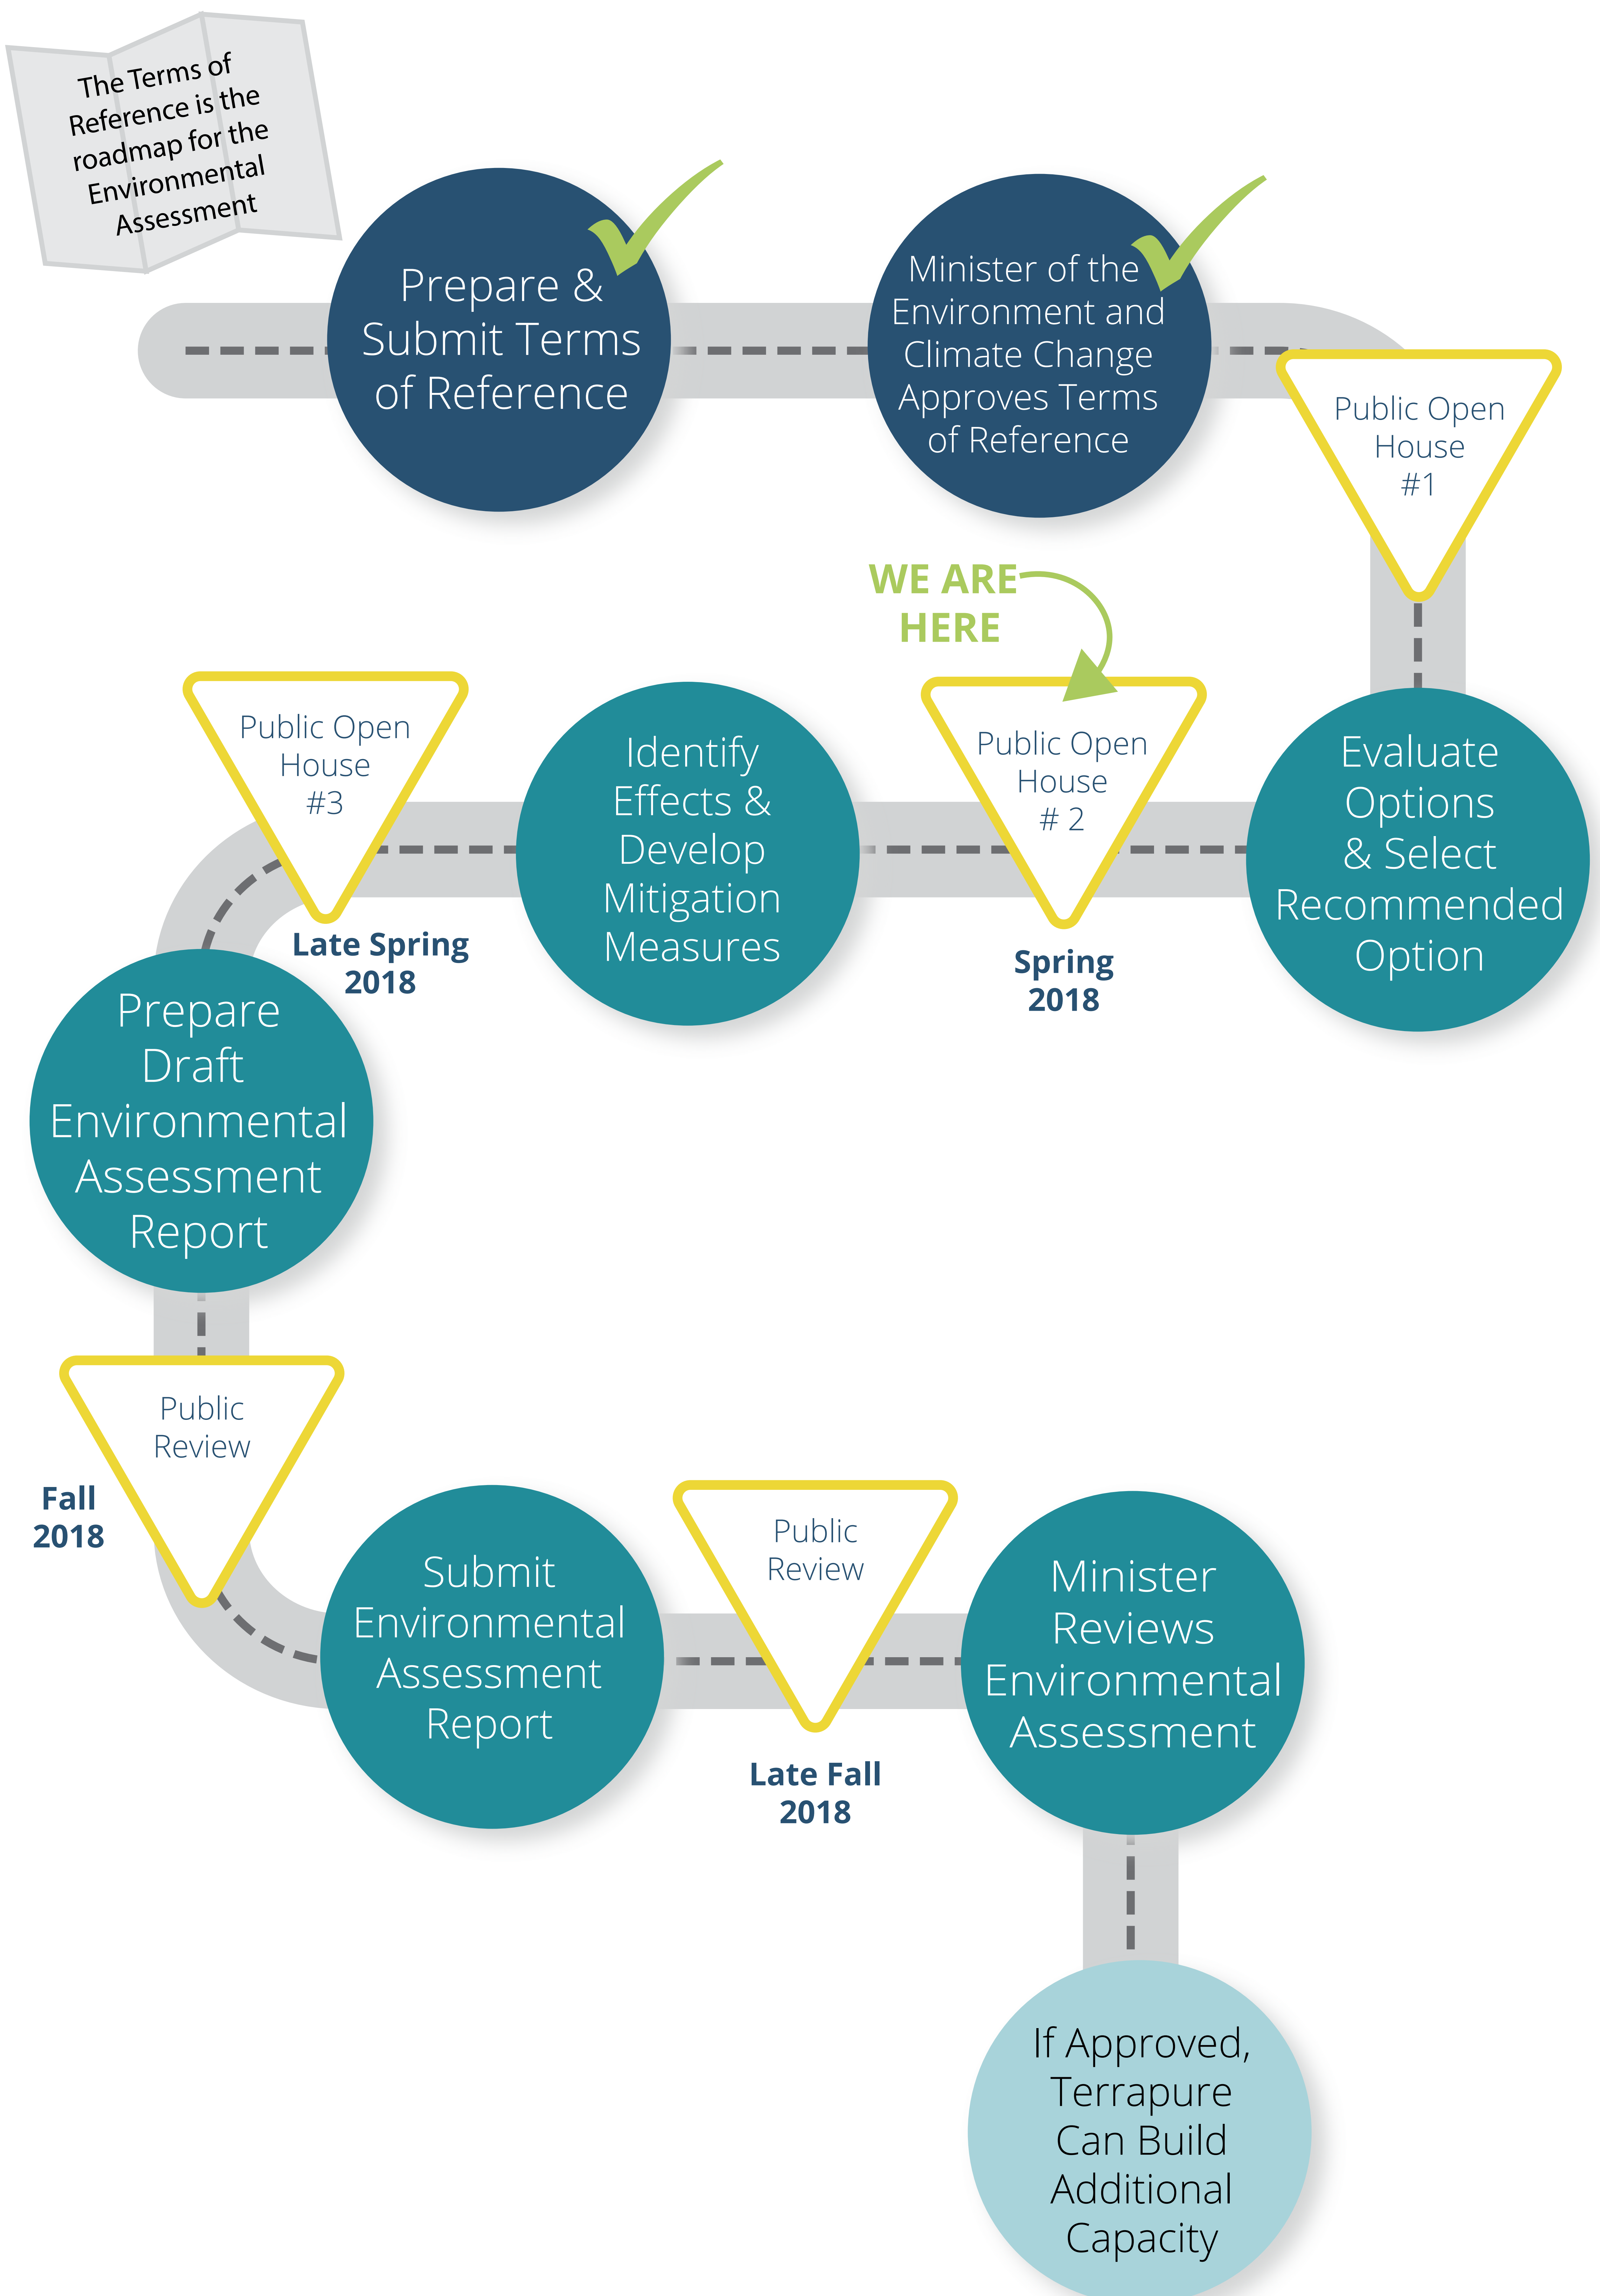 The Terms of
Reference is the
roadmap for the
Environmental
Assessment
Prepare &
Submit Terms
of Reference
Minister of the
Environment and
Climate Change
Approves Terms
of Reference
Public Open
House
#1
WE ARE
HERE
Evaluate
Options
& Select
Recommended
Option
Public Open
House
# 2
Spring
2018
Identify
Effects &
Develop
Mitigation
Measures
Public Open
House
#3
Late Spring
2018
Prepare
Draft
Environmental
Assessment
Report
Public
Review
Fall
2018
Submit
Environmental
Assessment
Report
Public
Review
Late Fall
2018
Minister
Reviews
Environmental
Assessment
If Approved,
Terrapure
Can Build
Additional
Capacity